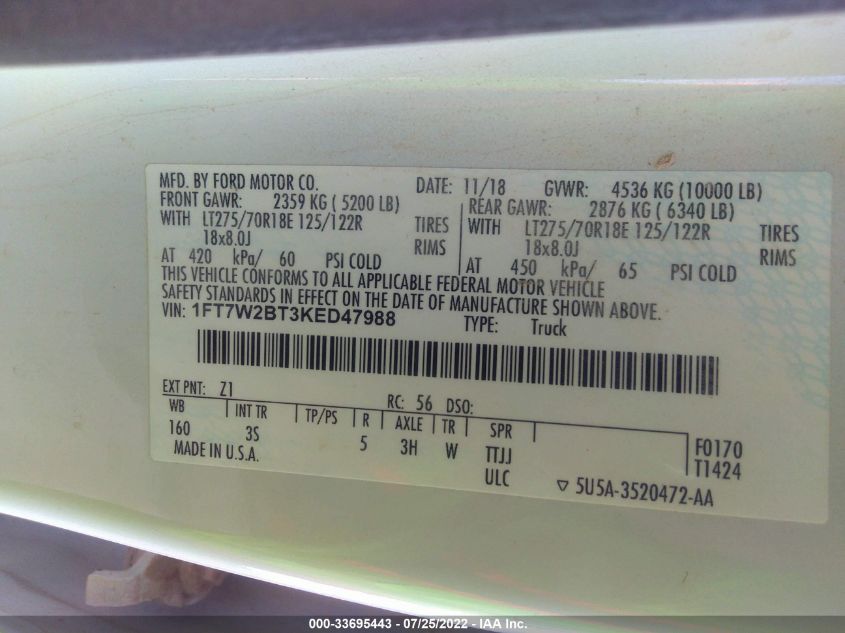 MFD. BY FORD MOTOR CO. DATE: 11/18 GVWR: 4536 KG (10000 LB)
FRONT GAWR: 2359 KG ( 5200 LB) REAR GAWR: 2876 KG ( 6340 LB)
WITH LT275/70R18E 125/122R TIRES WITH LT275/70R18E 125/122R TIRES
18x8.0J RIMS 18x8.0J RIMS
AT 420 kPa/ 60 PSI COLD AT 450 kPa/ 65 PSI COLD
THIS VEHICLE CONFORMS TO ALL APPLICABLE FEDERAL MOTOR VEHICLE
SAFETY STANDARDS IN EFFECT ON THE DATE OF MANUFACTURE SHOWN ABOVE.
VIN: 1FT7W2BT3KED47988 TYPE: Truck
EXT PNT: Z1 RC: 56 DSO:
WB INT TR TP/PS R AXLE TR SPR
160 3S 5 3H W TTJJ F0170
MADE IN U.S.A. ULC T1424
▽ 5U5A-3520472-AA
000-33695443 - 07/25/2022 - IAA Inc.